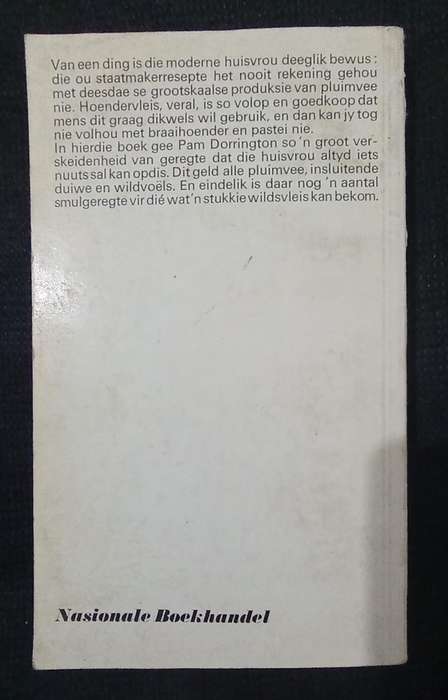 Van een ding is die moderne huisvrou deeglik bewus:
die ou staatmakerresepte het nooit rekening gehou
met deesdae se grootskaalse produksie van pluimvee
nie. Hoendervleis, veral, is so volop en goedkoop dat
mens dit graag dikwels wil gebruik, en dan kan jy tog
nie volhou met braaihoender en pastei nie.
In hierdie boek gee Pam Dorrington so 'n groot ver-
skeidenheid van geregte dat die huisvrou altyd iets
nuuts sal kan opdis. Dit geld alle pluimvee, insluitende
duiwe en wildvoëls. En eindelik is daar nog 'n aantal
smulgeregte vir dié wat 'n stukkie wildsvleis kan bekom.
Nasionale Boekhandel